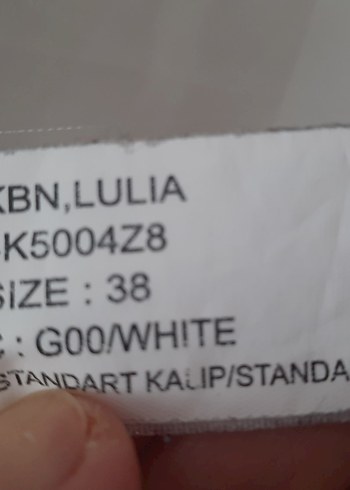 KBN,LULIA
K5004Z8
SIZE : 38
: G00/WHITE
STANDART KALIP/STANDA